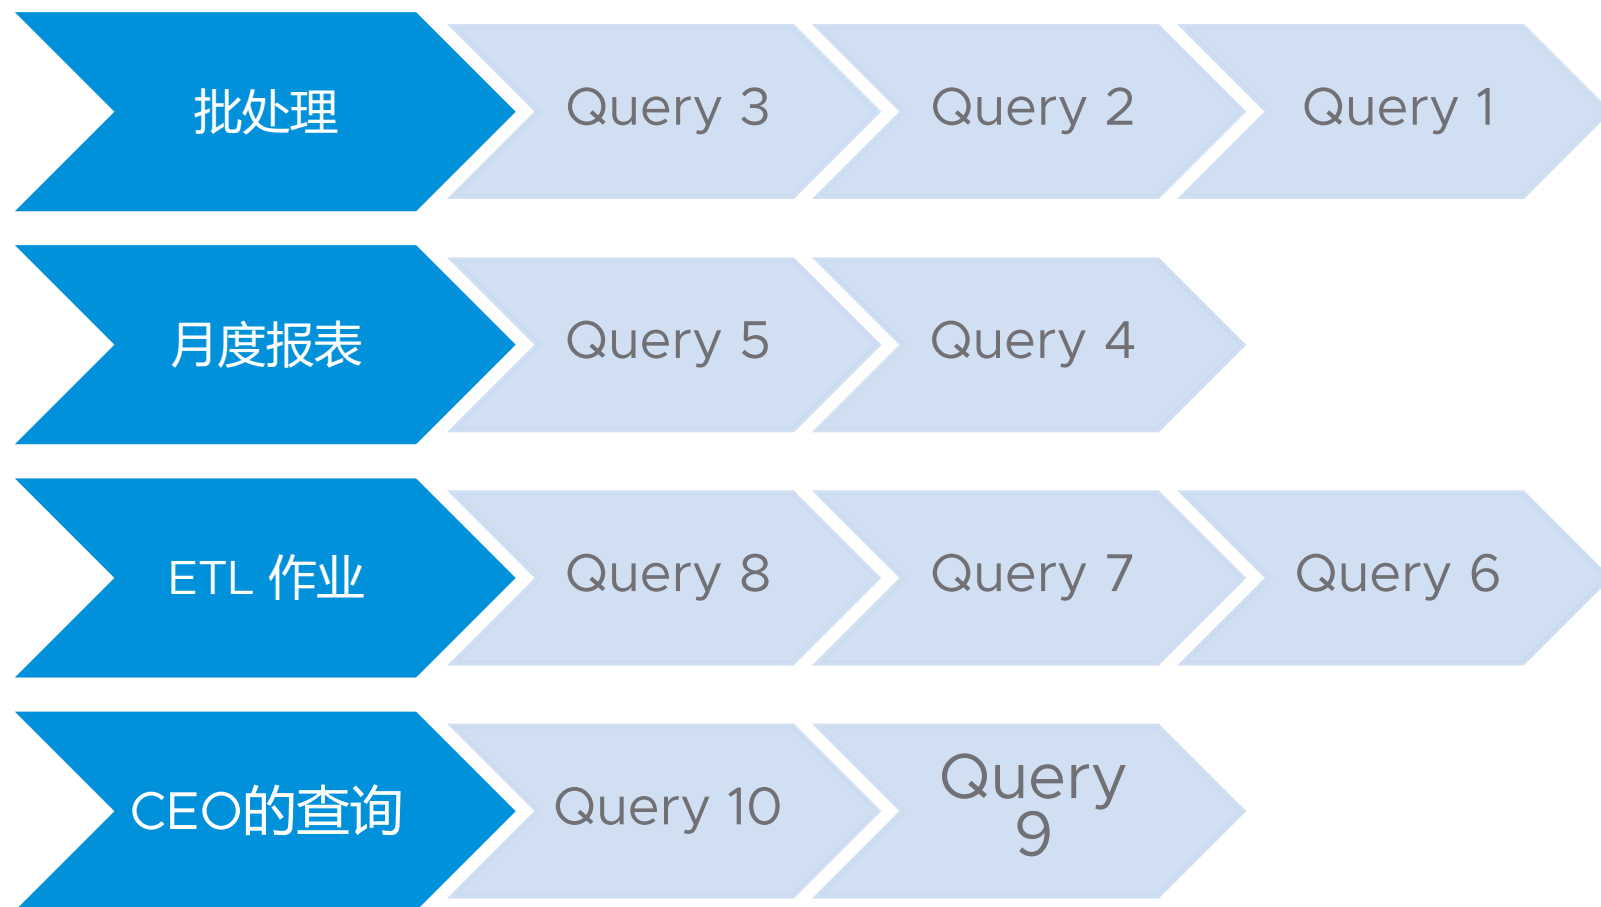 批处理
Query 3
Query 2
Query 1
月度报表
Query 5
Query 4
ETL 作业
Query 8
Query 7
Query 6
CEO的查询
Query 10
Query
9